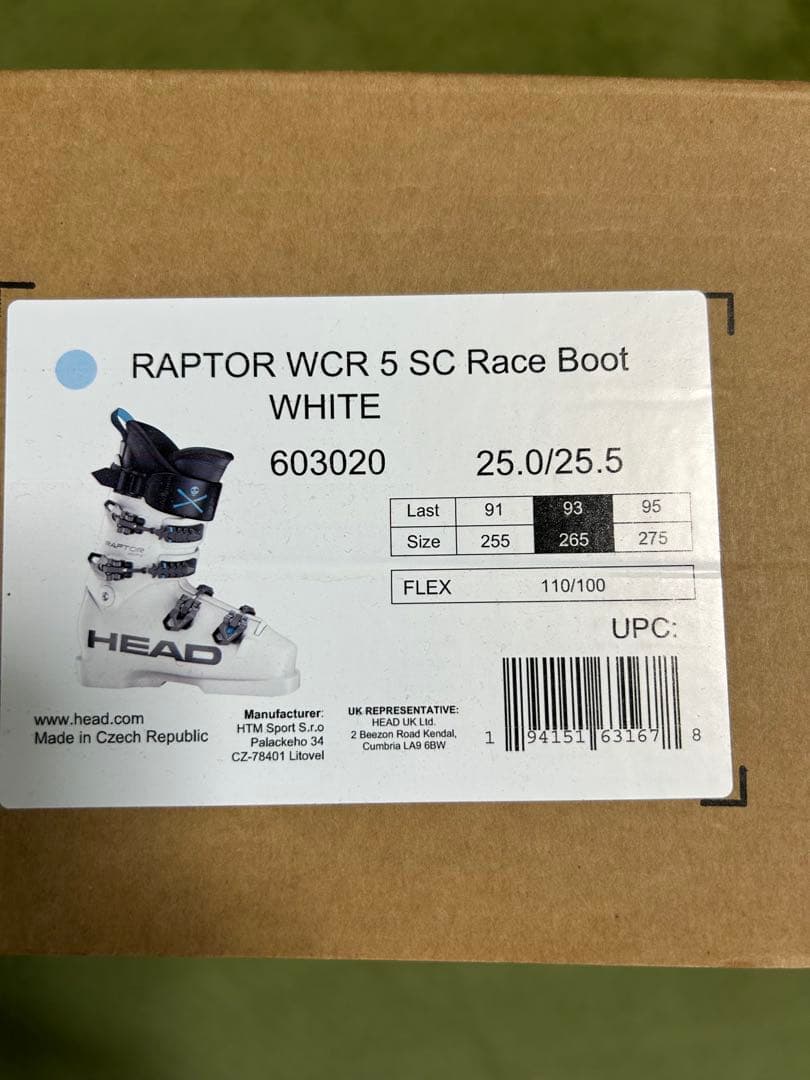 RAPTOR WCR 5 SC Race Boot
WHITE
603020 25.0/25.5
Last 91 93 95
Size 255 265 275
FLEX 110/100
UPC:
RAPTOR
HEAD
www.head.com
Made in Czech Republic
Manufacturer:
HTM Sport S.r.o
Palackeho 34
CZ-78401 Litovel
UK REPRESENTATIVE:
HEAD UK Ltd.
2 Beezon Road Kendal,
Cumbria LA9 6BW
1 94151 63167 8